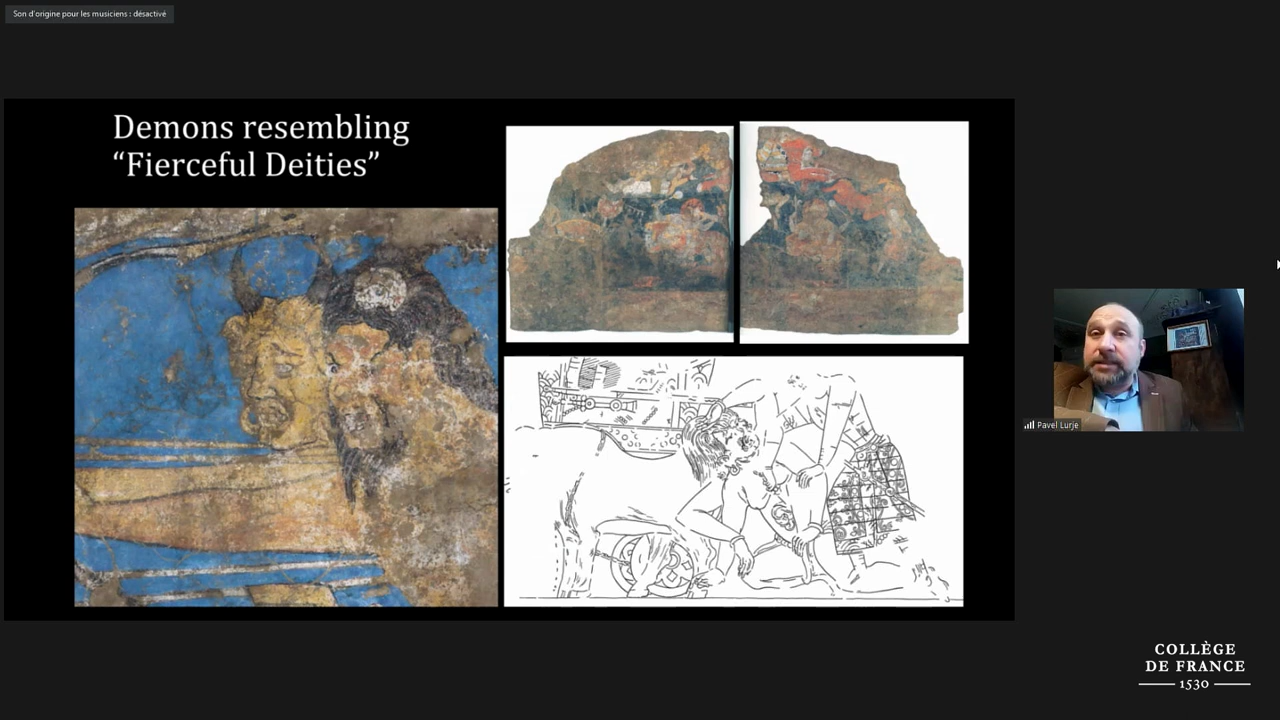 Son d'origine pour les musiciens : désactivé
Demons resembling
“Fierceful Deities”
Pavel Lurje
COLLÈGE
DE FRANCE
1530